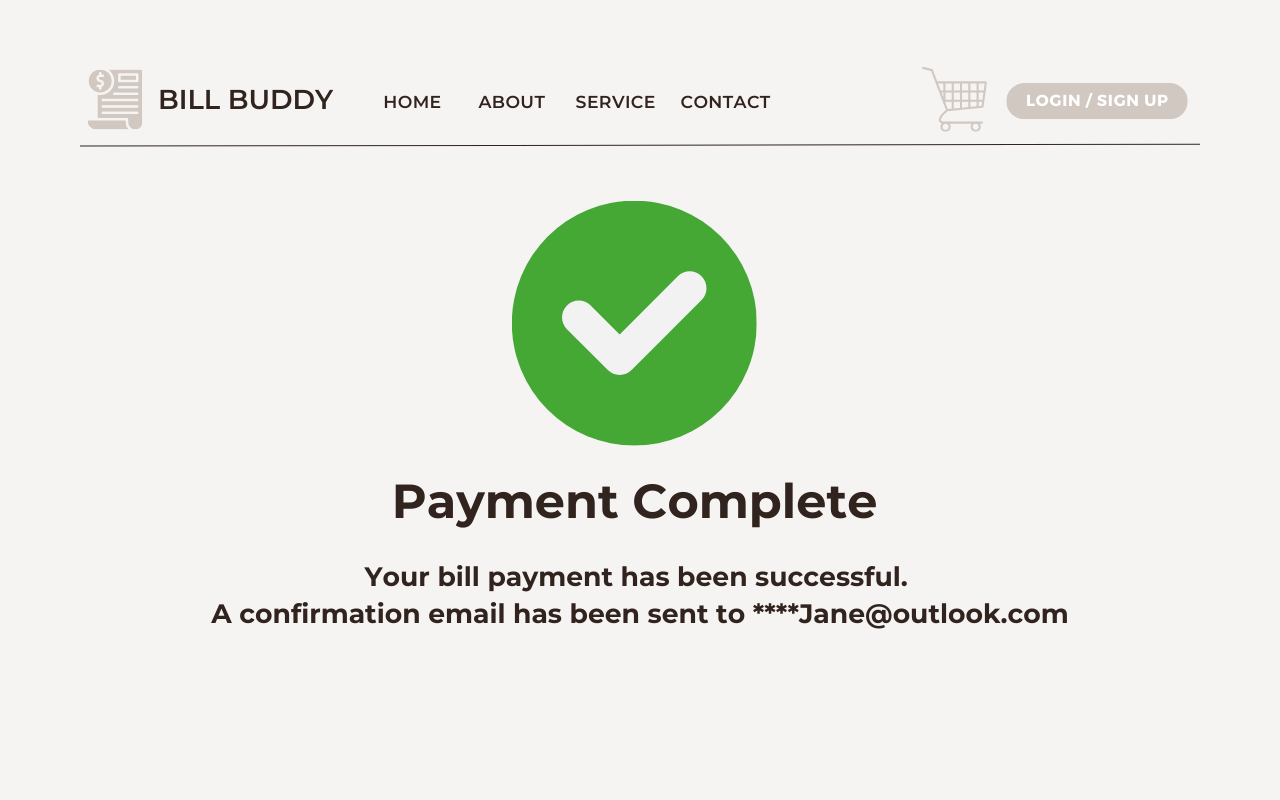 $
BILL BUDDY
HOME
ABOUT
SERVICE
CONTACT
LOGIN / SIGN UP
Payment Complete
Your bill payment has been successful.
A confirmation email has been sent to ****Jane@outlook.com